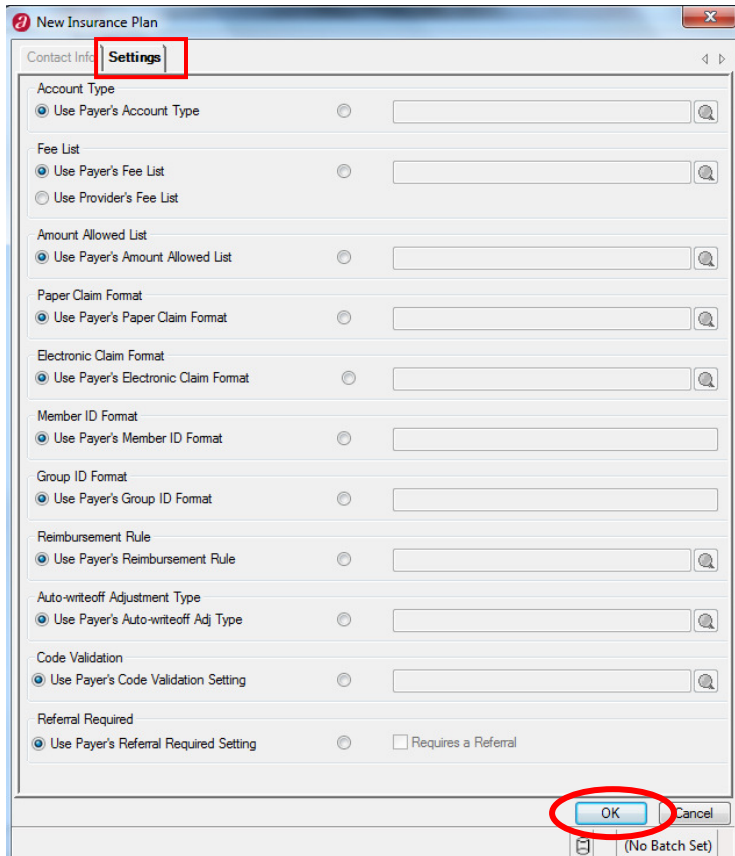 New Insurance Plan
x
Contact Info Settings
Account Type
Use Payer's Account Type
Fee List
Use Payer's Fee List
Use Provider's Fee List
Amount Allowed List
Use Payer's Amount Allowed List
Paper Claim Format
Use Payer's Paper Claim Format
Electronic Claim Format
Use Payer's Electronic Claim Format
Member ID Format
Use Payer's Member ID Format
Group ID Format
Use Payer's Group ID Format
Reimbursement Rule
Use Payer's Reimbursement Rule
Auto-writeoff Adjustment Type
Use Payer's Auto-writeoff Adj Type
Code Validation
Use Payer's Code Validation Setting
Referral Required
Use Payer's Referral Required Setting Requires a Referral
OK Cancel
(No Batch Set)